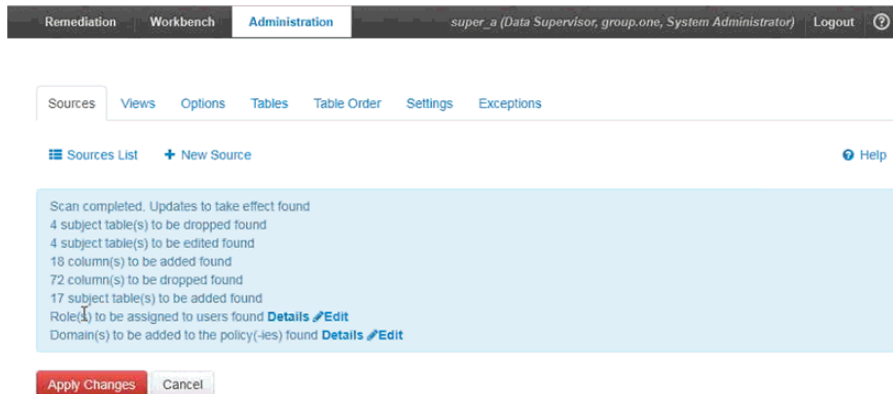 Remediation Workbench Administration super_a (Data Supervisor, group.one, System Administrator) Logout ?
Sources Views Options Tables Table Order Settings Exceptions
Sources List + New Source ? Help
Scan completed. Updates to take effect found
4 subject table(s) to be dropped found
4 subject table(s) to be edited found
18 column(s) to be added found
72 column(s) to be dropped found
17 subject table(s) to be added found
Role(s) to be assigned to users found Details Edit
Domain(s) to be added to the policy(-ies) found Details Edit
Apply Changes Cancel